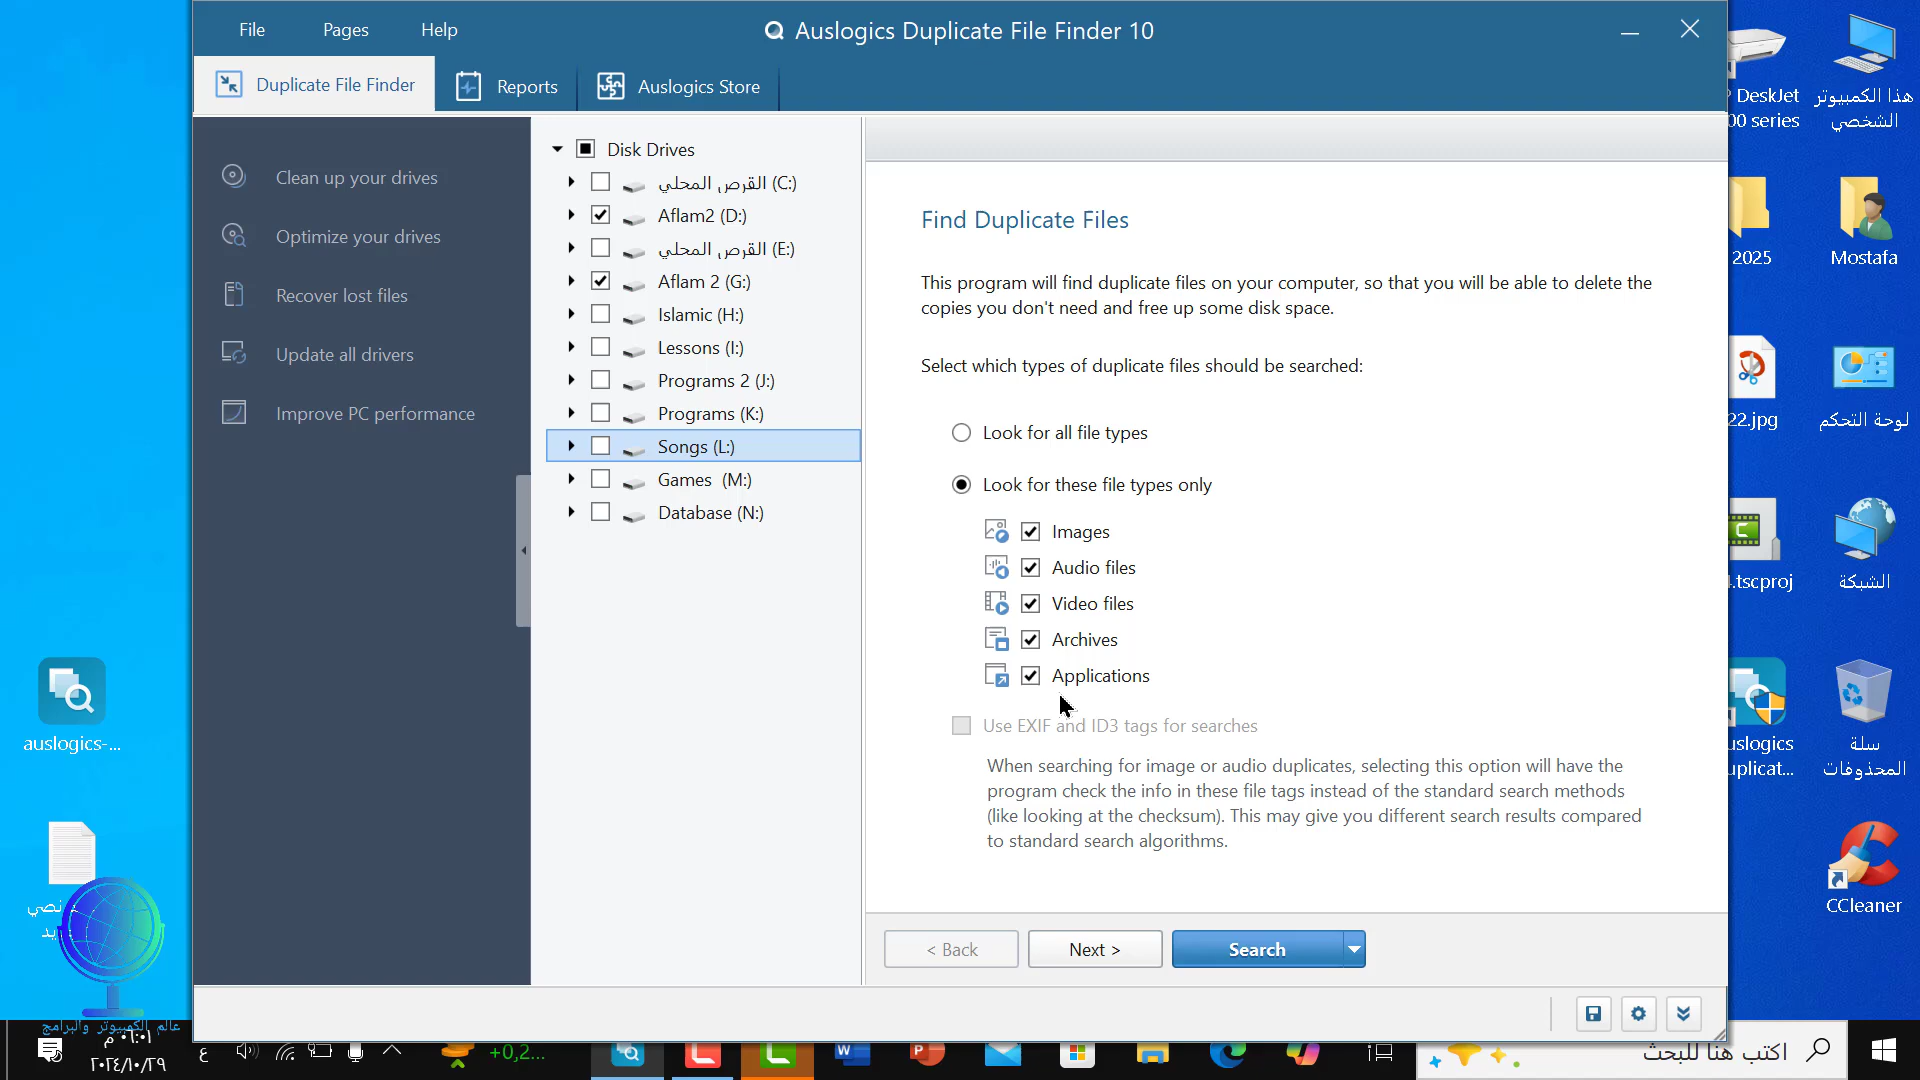 File
Pages
Help
Auslogics Duplicate File Finder 10
Duplicate File Finder
Reports
Auslogics Store
Clean up your drives
Optimize your drives
Recover lost files
Update all drivers
Improve PC performance
Disk Drives
القرص المحلي (C:)
Aflam2 (D:)
القرص المحلي (E:)
Aflam 2 (G:)
Islamic (H:)
Lessons (I:)
Programs 2 (J:)
Programs (K:)
Songs (L:)
Games (M:)
Database (N:)
Find Duplicate Files
This program will find duplicate files on your computer, so that you will be able to delete the
copies you don't need and free up some disk space.
Select which types of duplicate files should be searched:
Look for all file types
Look for these file types only
Images
Audio files
Video files
Archives
Applications
Use EXIF and ID3 tags for searches
When searching for image or audio duplicates, selecting this option will have the
program check the info in these file tags instead of the standard search methods
(like looking at the checksum). This may give you different search results compared
to standard search algorithms.
< Back
Next >
Search
DeskJet
00 series
هذا الكمبيوتر
الشخصي
2025
Mostafa
22.jpg
لوحة التحكم
.tscproj
الشبكة
uslogics
uplicat...
سلة
المحذوفات
CCleaner
auslogics-...
نصي
عالم الكمبيوتر والبرامج
٠٦:٠١ م
٢٠٢٤/١٠/٢٩
ع
+0,2...
اكتب هنا للبحث